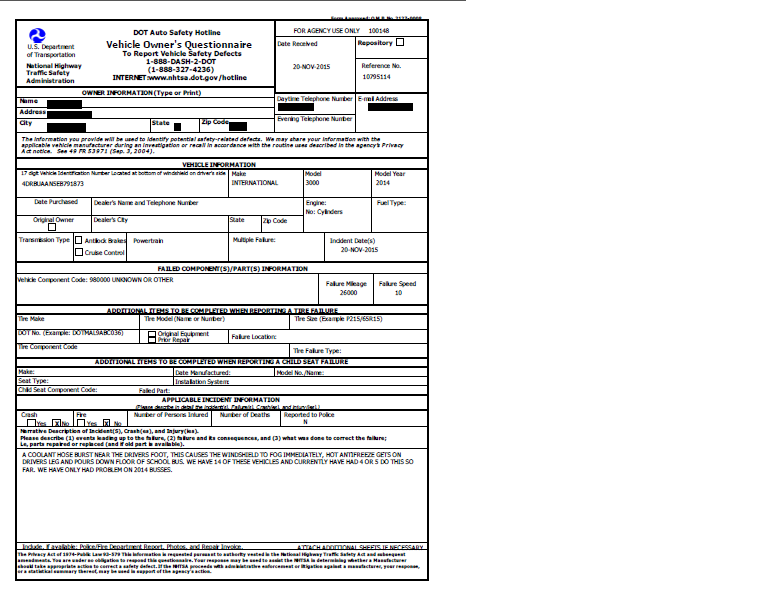 Form Approved: O.M.B. No. 2127-0008
DOT Auto Safety Hotline
Vehicle Owner's Questionnaire
To Report Vehicle Safety Defects
1-888-DASH-2-DOT
(1-888-327-4236)
INTERNET:www.nhtsa.dot.gov/hotline
U.S. Department
of Transportation
National Highway
Traffic Safety
Administration
FOR AGENCY USE ONLY 100148
Date Received
20-NOV-2015
Repository
Reference No.
10795114
OWNER INFORMATION (Type or Print)
Name
Address
City State Zip Code
Daytime Telephone Number E-mail Address
Evening Telephone Number
The information you provide will be used to identify potential safety-related defects. We may share your information with the
applicable vehicle manufacturer during an investigation or recall in accordance with the routine uses described in the agency's Privacy
Act notice. See 49 FR 53971 (Sep. 3, 2004).
VEHICLE INFORMATION
17 digit Vehicle Identification Number Located at bottom of windshield on driver's side Make Model Model Year
4DRBUAAN5EB791873 INTERNATIONAL 3000 2014
Date Purchased Dealer's Name and Telephone Number Engine: Fuel Type:
No: Cylinders
Original Owner Dealer's City State Zip Code
Transmission Type Antilock Brakes Powertrain Multiple Failure: Incident Date(s)
Cruise Control 20-NOV-2015
FAILED COMPONENT(S)/PART(S) INFORMATION
Vehicle Component Code: 980000 UNKNOWN OR OTHER Failure Mileage Failure Speed
26000 10
ADDITIONAL ITEMS TO BE COMPLETED WHEN REPORTING A TIRE FAILURE
Tire Make Tire Model (Name or Number) Tire Size (Example P215/65R15)
DOT No. (Example: DOTMAL9ABC036) Original Equipment Failure Location:
Prior Repair
Tire Component Code Tire Failure Type:
ADDITIONAL ITEMS TO BE COMPLETED WHEN REPORTING A CHILD SEAT FAILURE
Make: Date Manufactured: Model No./Name:
Seat Type: Installation System:
Child Seat Component Code: Failed Part:
APPLICABLE INCIDENT INFORMATION
(Please describe in detail the incident(s), Failure(s), Crash(es), and injury(ies).)
Crash Fire Number of Persons Injured Number of Deaths Reported to Police
Yes X No Yes X No N
Narrative Description of Incident(S), Crash(es), and Injury(ies).
Please describe (1) events leading up to the failure, (2) failure and its consequences, and (3) what was done to correct the failure;
i.e, parts repaired or replaced (and if old part is available).
A COOLANT HOSE BURST NEAR THE DRIVERS FOOT, THIS CAUSES THE WINDSHIELD TO FOG IMMEDIATELY, HOT ANTIFREEZE GETS ON
DRIVERS LEG AND POURS DOWN FLOOR OF SCHOOL BUS. WE HAVE 14 OF THESE VEHICLES AND CURRENTLY HAVE HAD 4 OR 5 DO THIS SO
FAR. WE HAVE ONLY HAD PROBLEM ON 2014 BUSSES.
Include, if available: Police/Fire Department Report, Photos, and Repair Invoice. ATTACH ADDITIONAL SHEETS IF NECESSARY
The Privacy Act of 1974-Public Law 93-579 This information is requested pursuant to authority vested in the National Highway Traffic Safety Act and subsequent
amendments. You are under no obligation to respond this questionnaire. Your response may be used to assist the NHTSA in determining whether a Manufacturer
should take appropriate action to correct a safety defect. If the NHTSA proceeds with administrative enforcement or litigation against a manufacturer, your response,
or a statistical summary thereof, may be used in support of the agency's action.